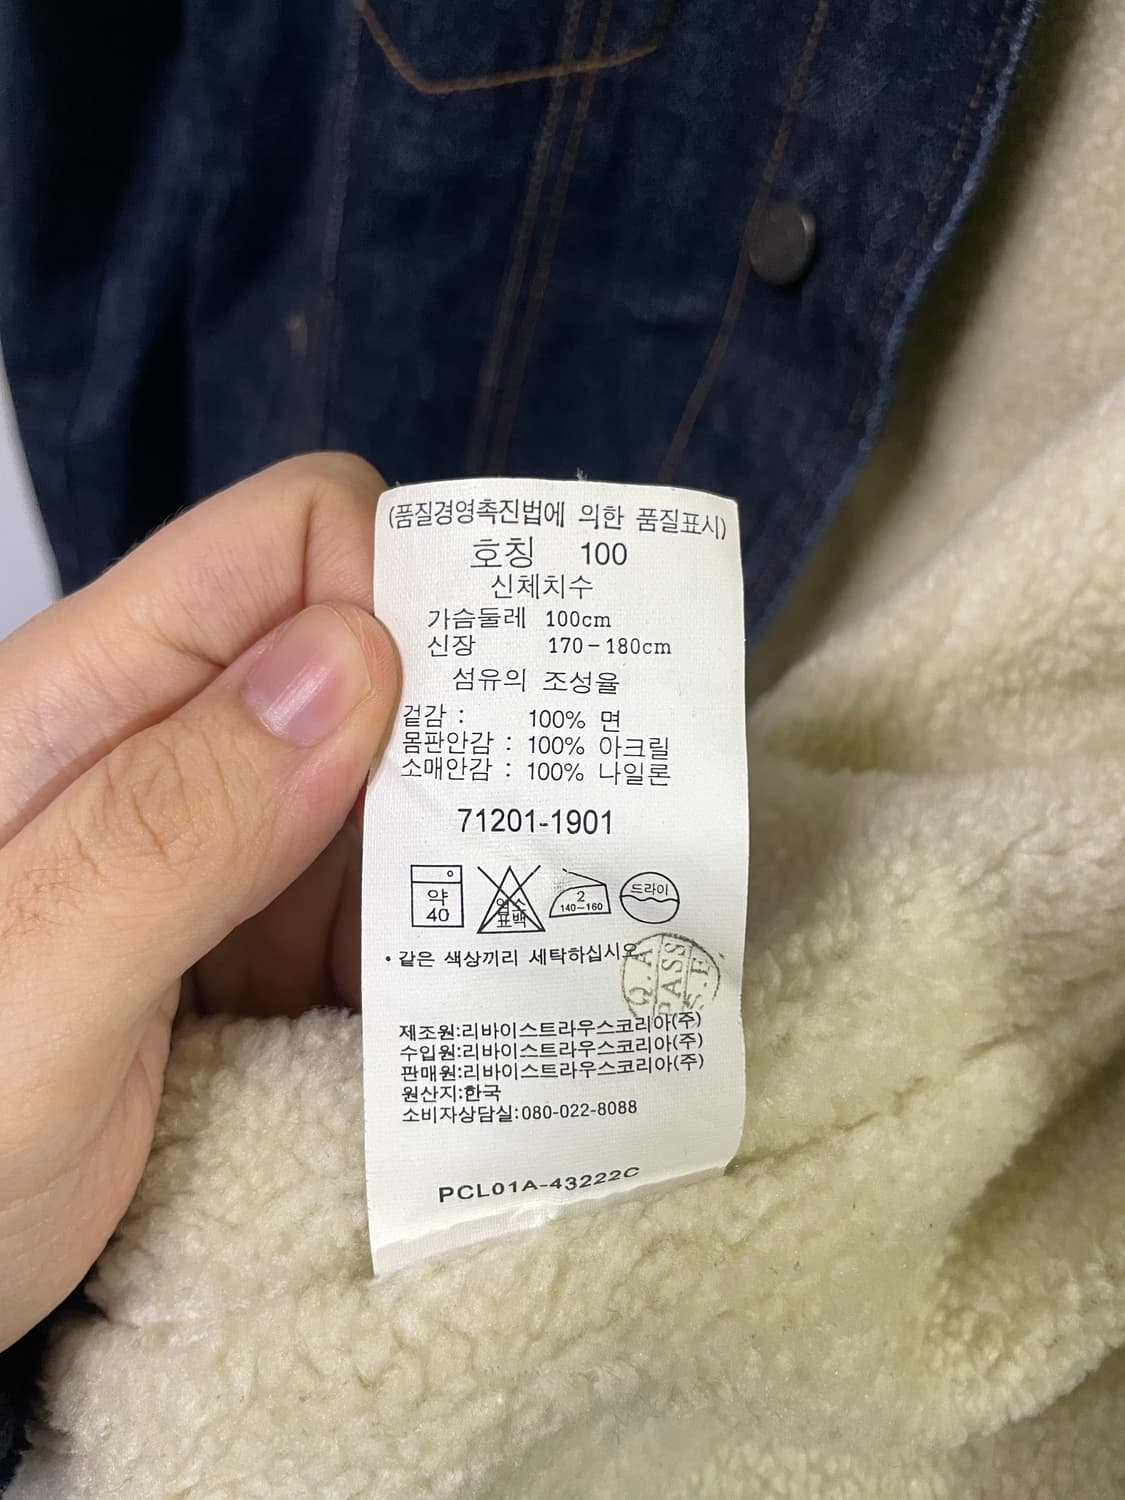 (품질경영촉진법에 의한 품질표시)
호칭 100
신체치수
가슴둘레 100cm
신장 170-180cm
섬유의 조성율
겉감 : 100% 면
몸판안감 : 100% 아크릴
소매안감 : 100% 나일론
71201-1901
약 40
염소 표백
2 140-160
드라이
• 같은 색상끼리 세탁하십시오
Q.A PASS S.E
제조원:리바이스트라우스코리아(주)
수입원:리바이스트라우스코리아(주)
판매원:리바이스트라우스코리아(주)
원산지:한국
소비자상담실:080-022-8088
PCL01A-43222C